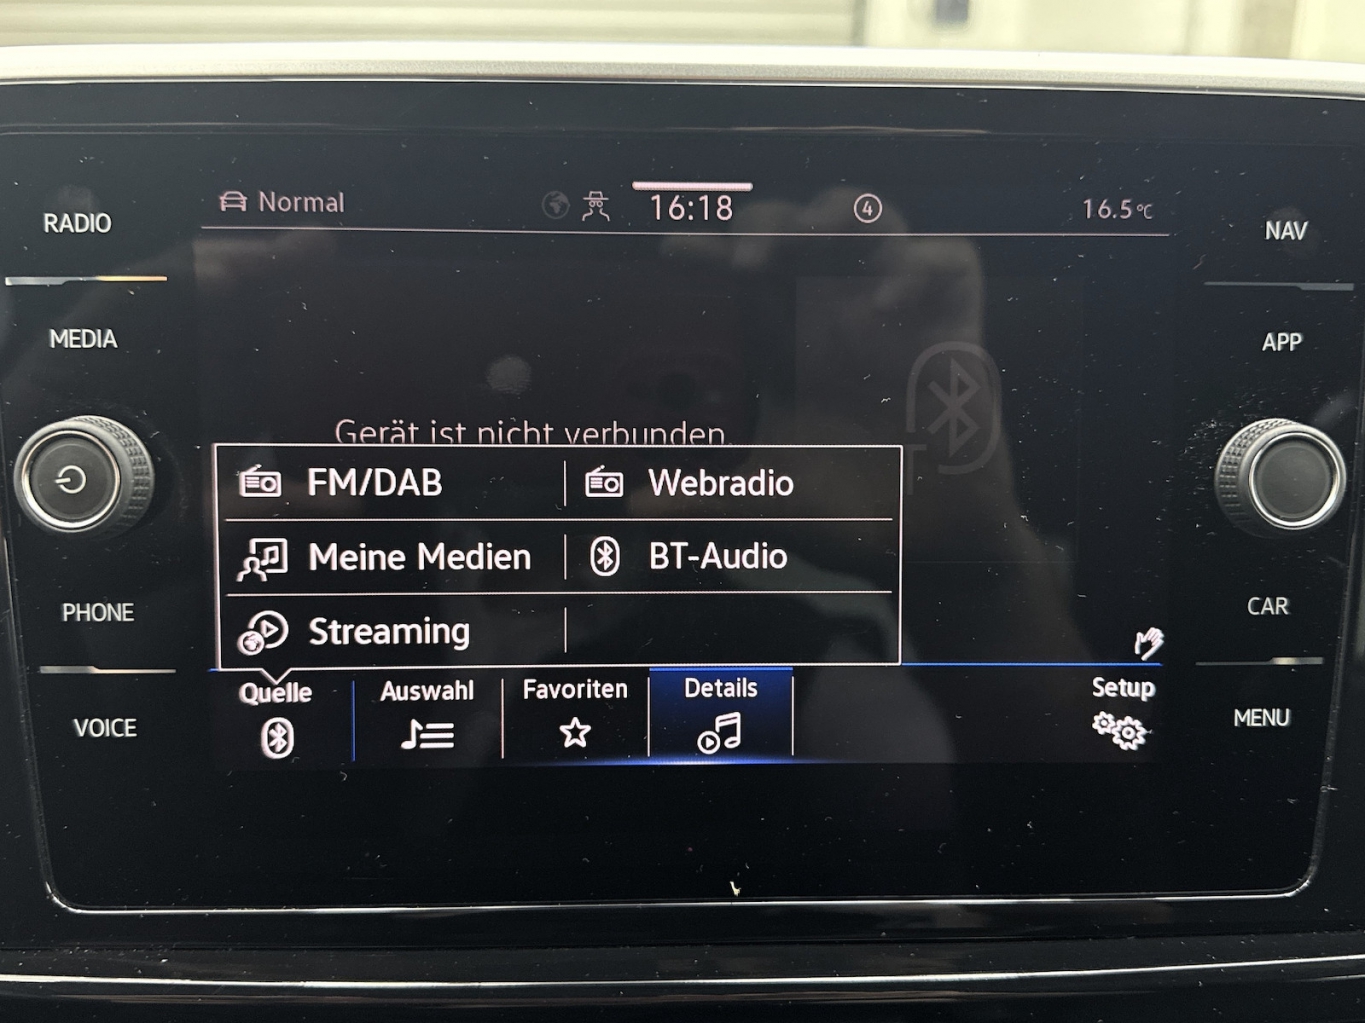 RADIO
Normal
16:18
4
16.5°C
NAV
MEDIA
APP
Gerät ist nicht verbunden.
FM/DAB
Webradio
Meine Medien
BT-Audio
PHONE
CAR
Streaming
Quelle
Auswahl
Favoriten
Details
Setup
VOICE
MENU